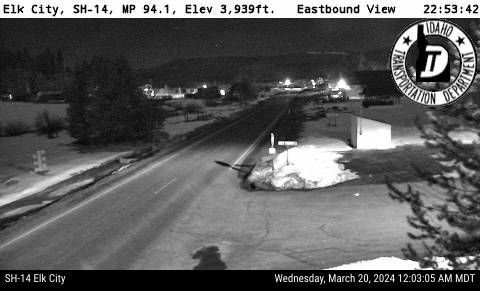 Elk City, SH-14, MP 94.1, Elev 3,939ft. Eastbound View 22:53:42
IDAHO
TRANSPORTATION DEPARTMENT
SH-14 Elk City
Wednesday, March 20, 2024 12:03:05 AM MDT